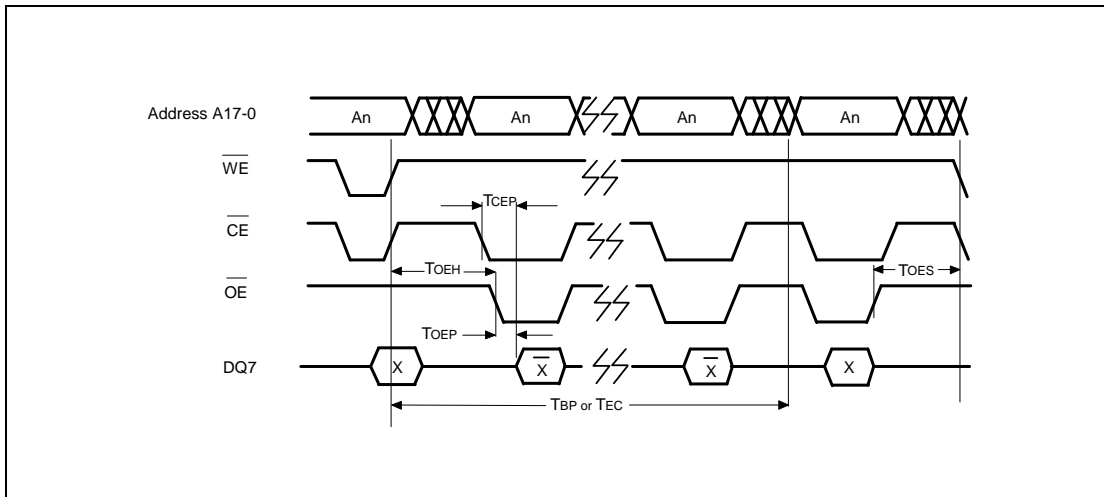 Address A17-0 An An An An
WE
TCEP
CE
TOEH TOES
OE
TOEP
DQ7 X X X X
TBP or TEC